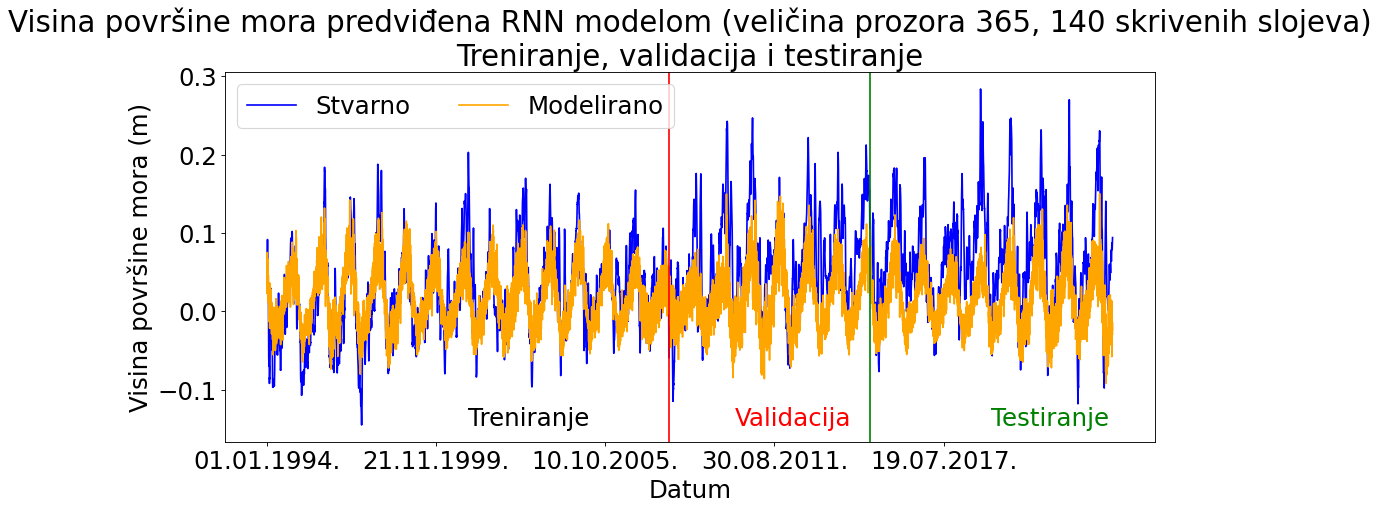 Visina površine mora predviđena RNN modelom (veličina prozora 365, 140 skrivenih slojeva)
Treniranje, validacija i testiranje
Stvarno
Modelirano
Visina površine mora (m)
0.3
0.2
0.1
0.0
−0.1
Treniranje
Validacija
Testiranje
01.01.1994.
21.11.1999.
10.10.2005.
30.08.2011.
19.07.2017.
Datum